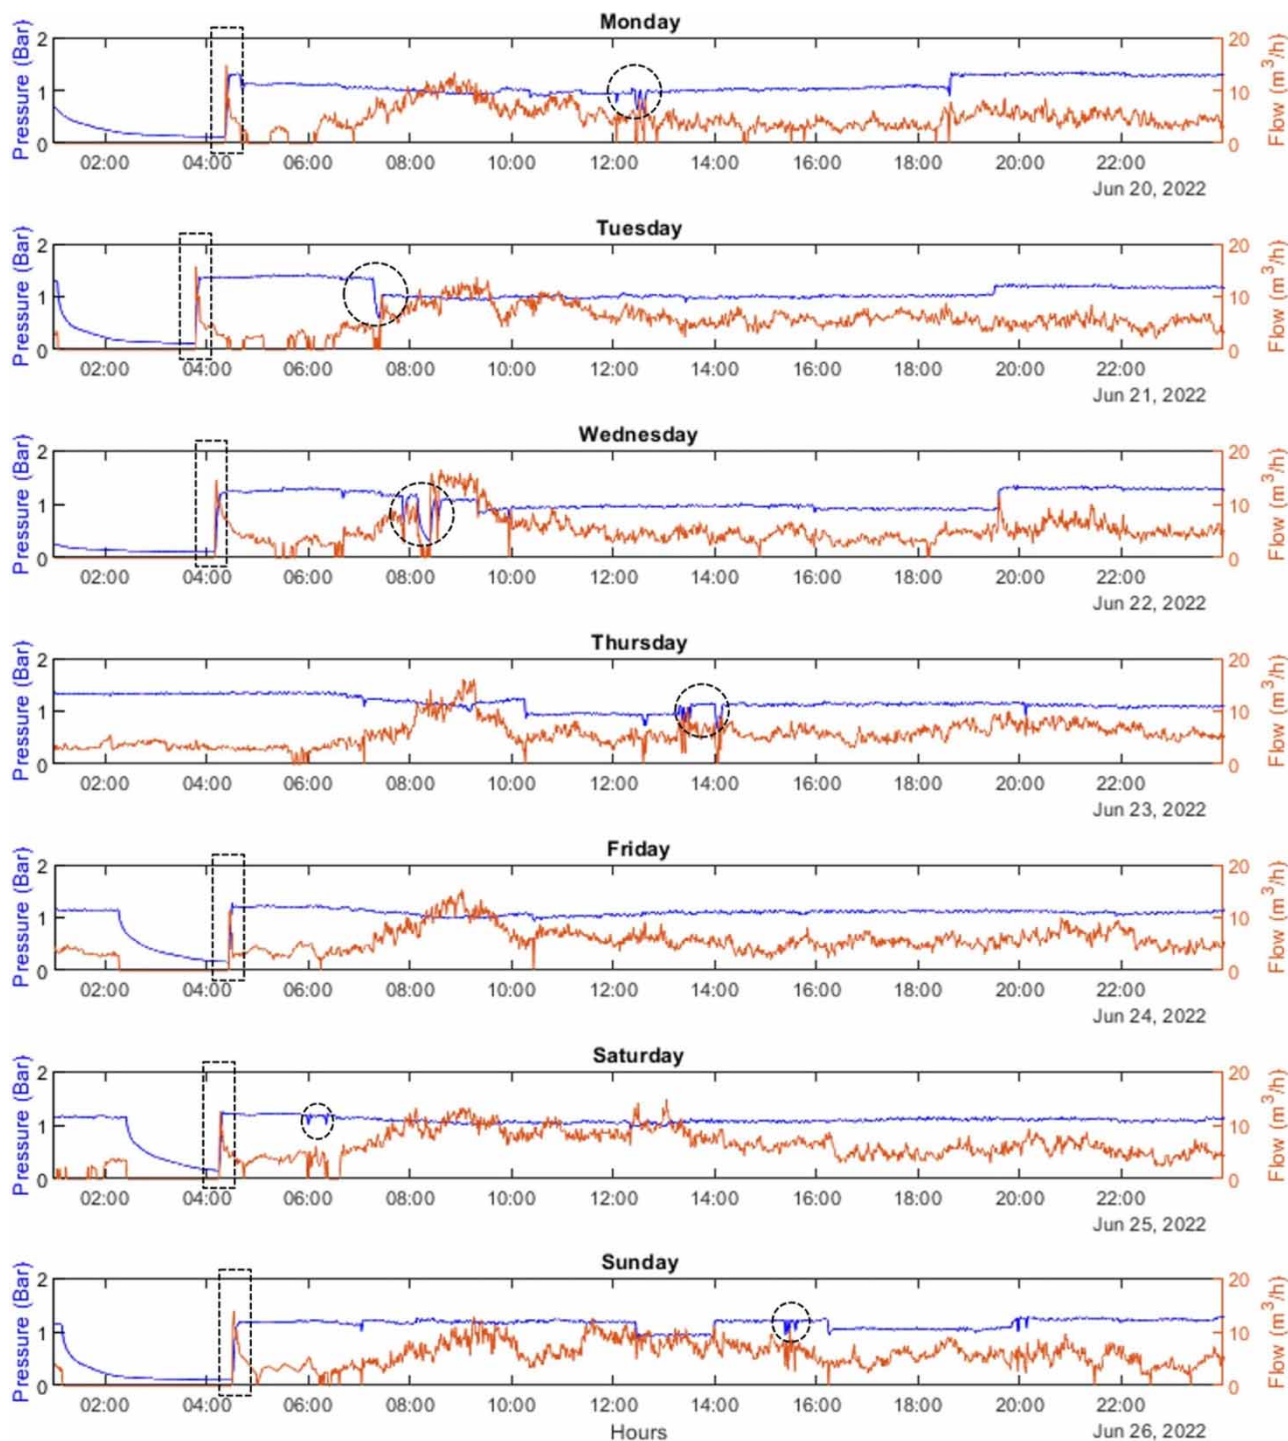 Monday
Pressure (Bar)
2
1
0
20
10
0
Flow (m³/h)
02:00 04:00 06:00 08:00 10:00 12:00 14:00 16:00 18:00 20:00 22:00
Jun 20, 2022
Tuesday
Pressure (Bar)
2
1
0
20
10
0
Flow (m³/h)
02:00 04:00 06:00 08:00 10:00 12:00 14:00 16:00 18:00 20:00 22:00
Jun 21, 2022
Wednesday
Pressure (Bar)
2
1
0
20
10
0
Flow (m³/h)
02:00 04:00 06:00 08:00 10:00 12:00 14:00 16:00 18:00 20:00 22:00
Jun 22, 2022
Thursday
Pressure (Bar)
2
1
0
20
10
0
Flow (m³/h)
02:00 04:00 06:00 08:00 10:00 12:00 14:00 16:00 18:00 20:00 22:00
Jun 23, 2022
Friday
Pressure (Bar)
2
1
0
20
10
0
Flow (m³/h)
02:00 04:00 06:00 08:00 10:00 12:00 14:00 16:00 18:00 20:00 22:00
Jun 24, 2022
Saturday
Pressure (Bar)
2
1
0
20
10
0
Flow (m³/h)
02:00 04:00 06:00 08:00 10:00 12:00 14:00 16:00 18:00 20:00 22:00
Jun 25, 2022
Sunday
Pressure (Bar)
2
1
0
20
10
0
Flow (m³/h)
02:00 04:00 06:00 08:00 10:00 12:00 14:00 16:00 18:00 20:00 22:00
Hours
Jun 26, 2022